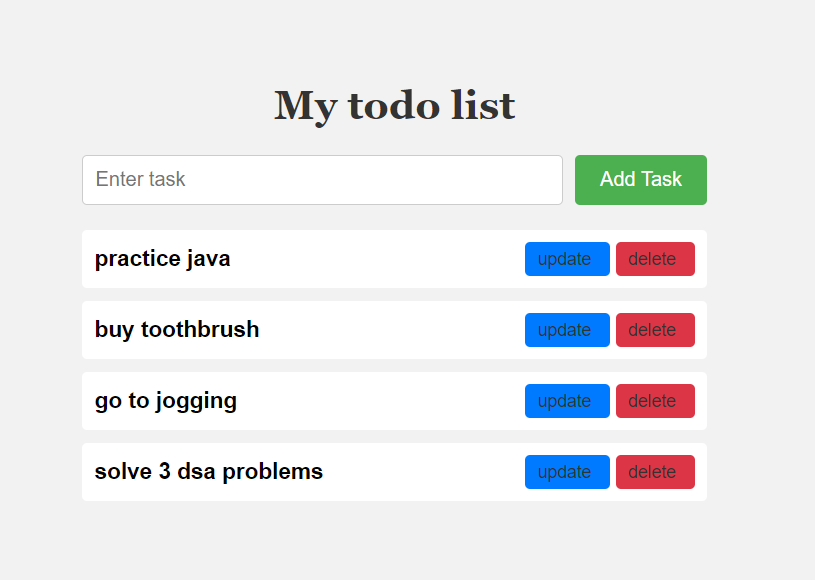 My todo list
Enter task Add Task
practice java update delete
buy toothbrush update delete
go to jogging update delete
solve 3 dsa problems update delete